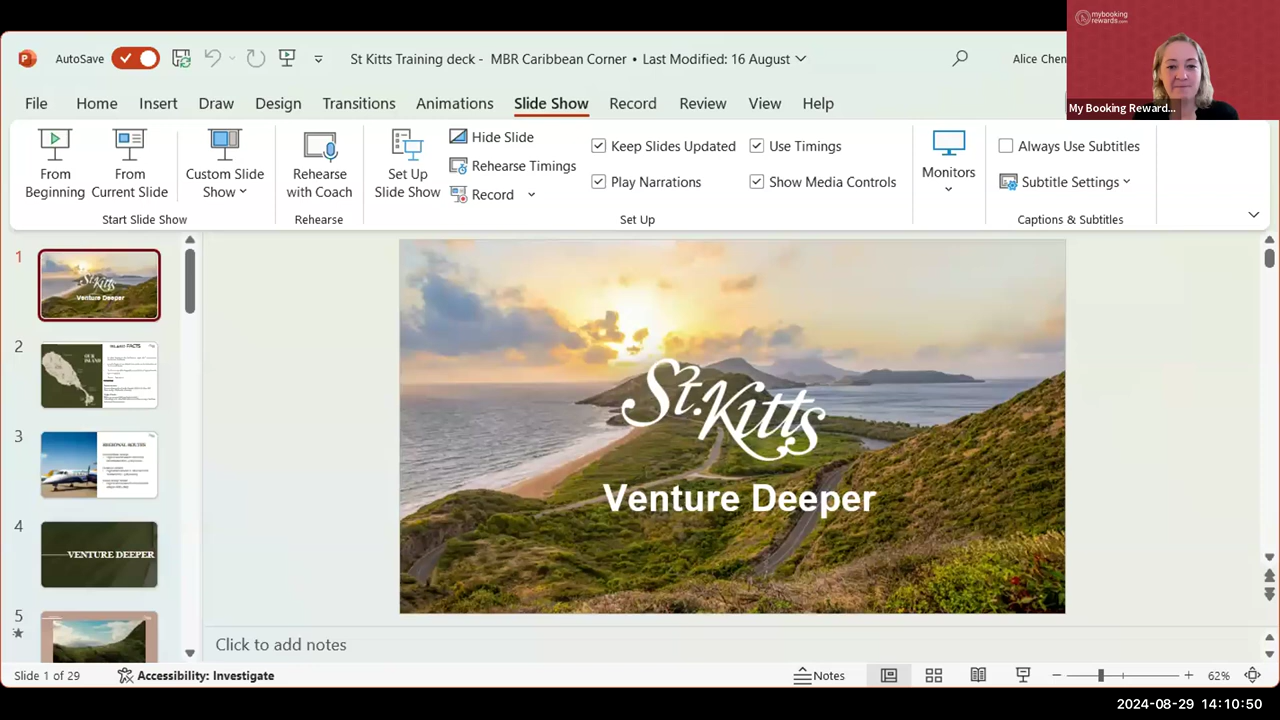 mybooking
rewards.com
AutoSave
St Kitts Training deck - MBR Caribbean Corner • Last Modified: 16 August
Alice Chen
My Booking Reward...
File Home Insert Draw Design Transitions Animations Slide Show Record Review View Help
From Beginning
From Current Slide
Custom Slide Show
Rehearse with Coach
Set Up Slide Show
Hide Slide
Rehearse Timings
Record
Keep Slides Updated
Play Narrations
Use Timings
Show Media Controls
Monitors
Always Use Subtitles
Subtitle Settings
Start Slide Show
Rehearse
Set Up
Captions & Subtitles
1
St. Kitts
Venture Deeper
2
OUR ISLAND
ISLAND FACTS
3
REGIONAL ROUTES
4
VENTURE DEEPER
5
St. Kitts
Venture Deeper
Click to add notes
Slide 1 of 29
Accessibility: Investigate
Notes
62%
2024-08-29 14:10:50